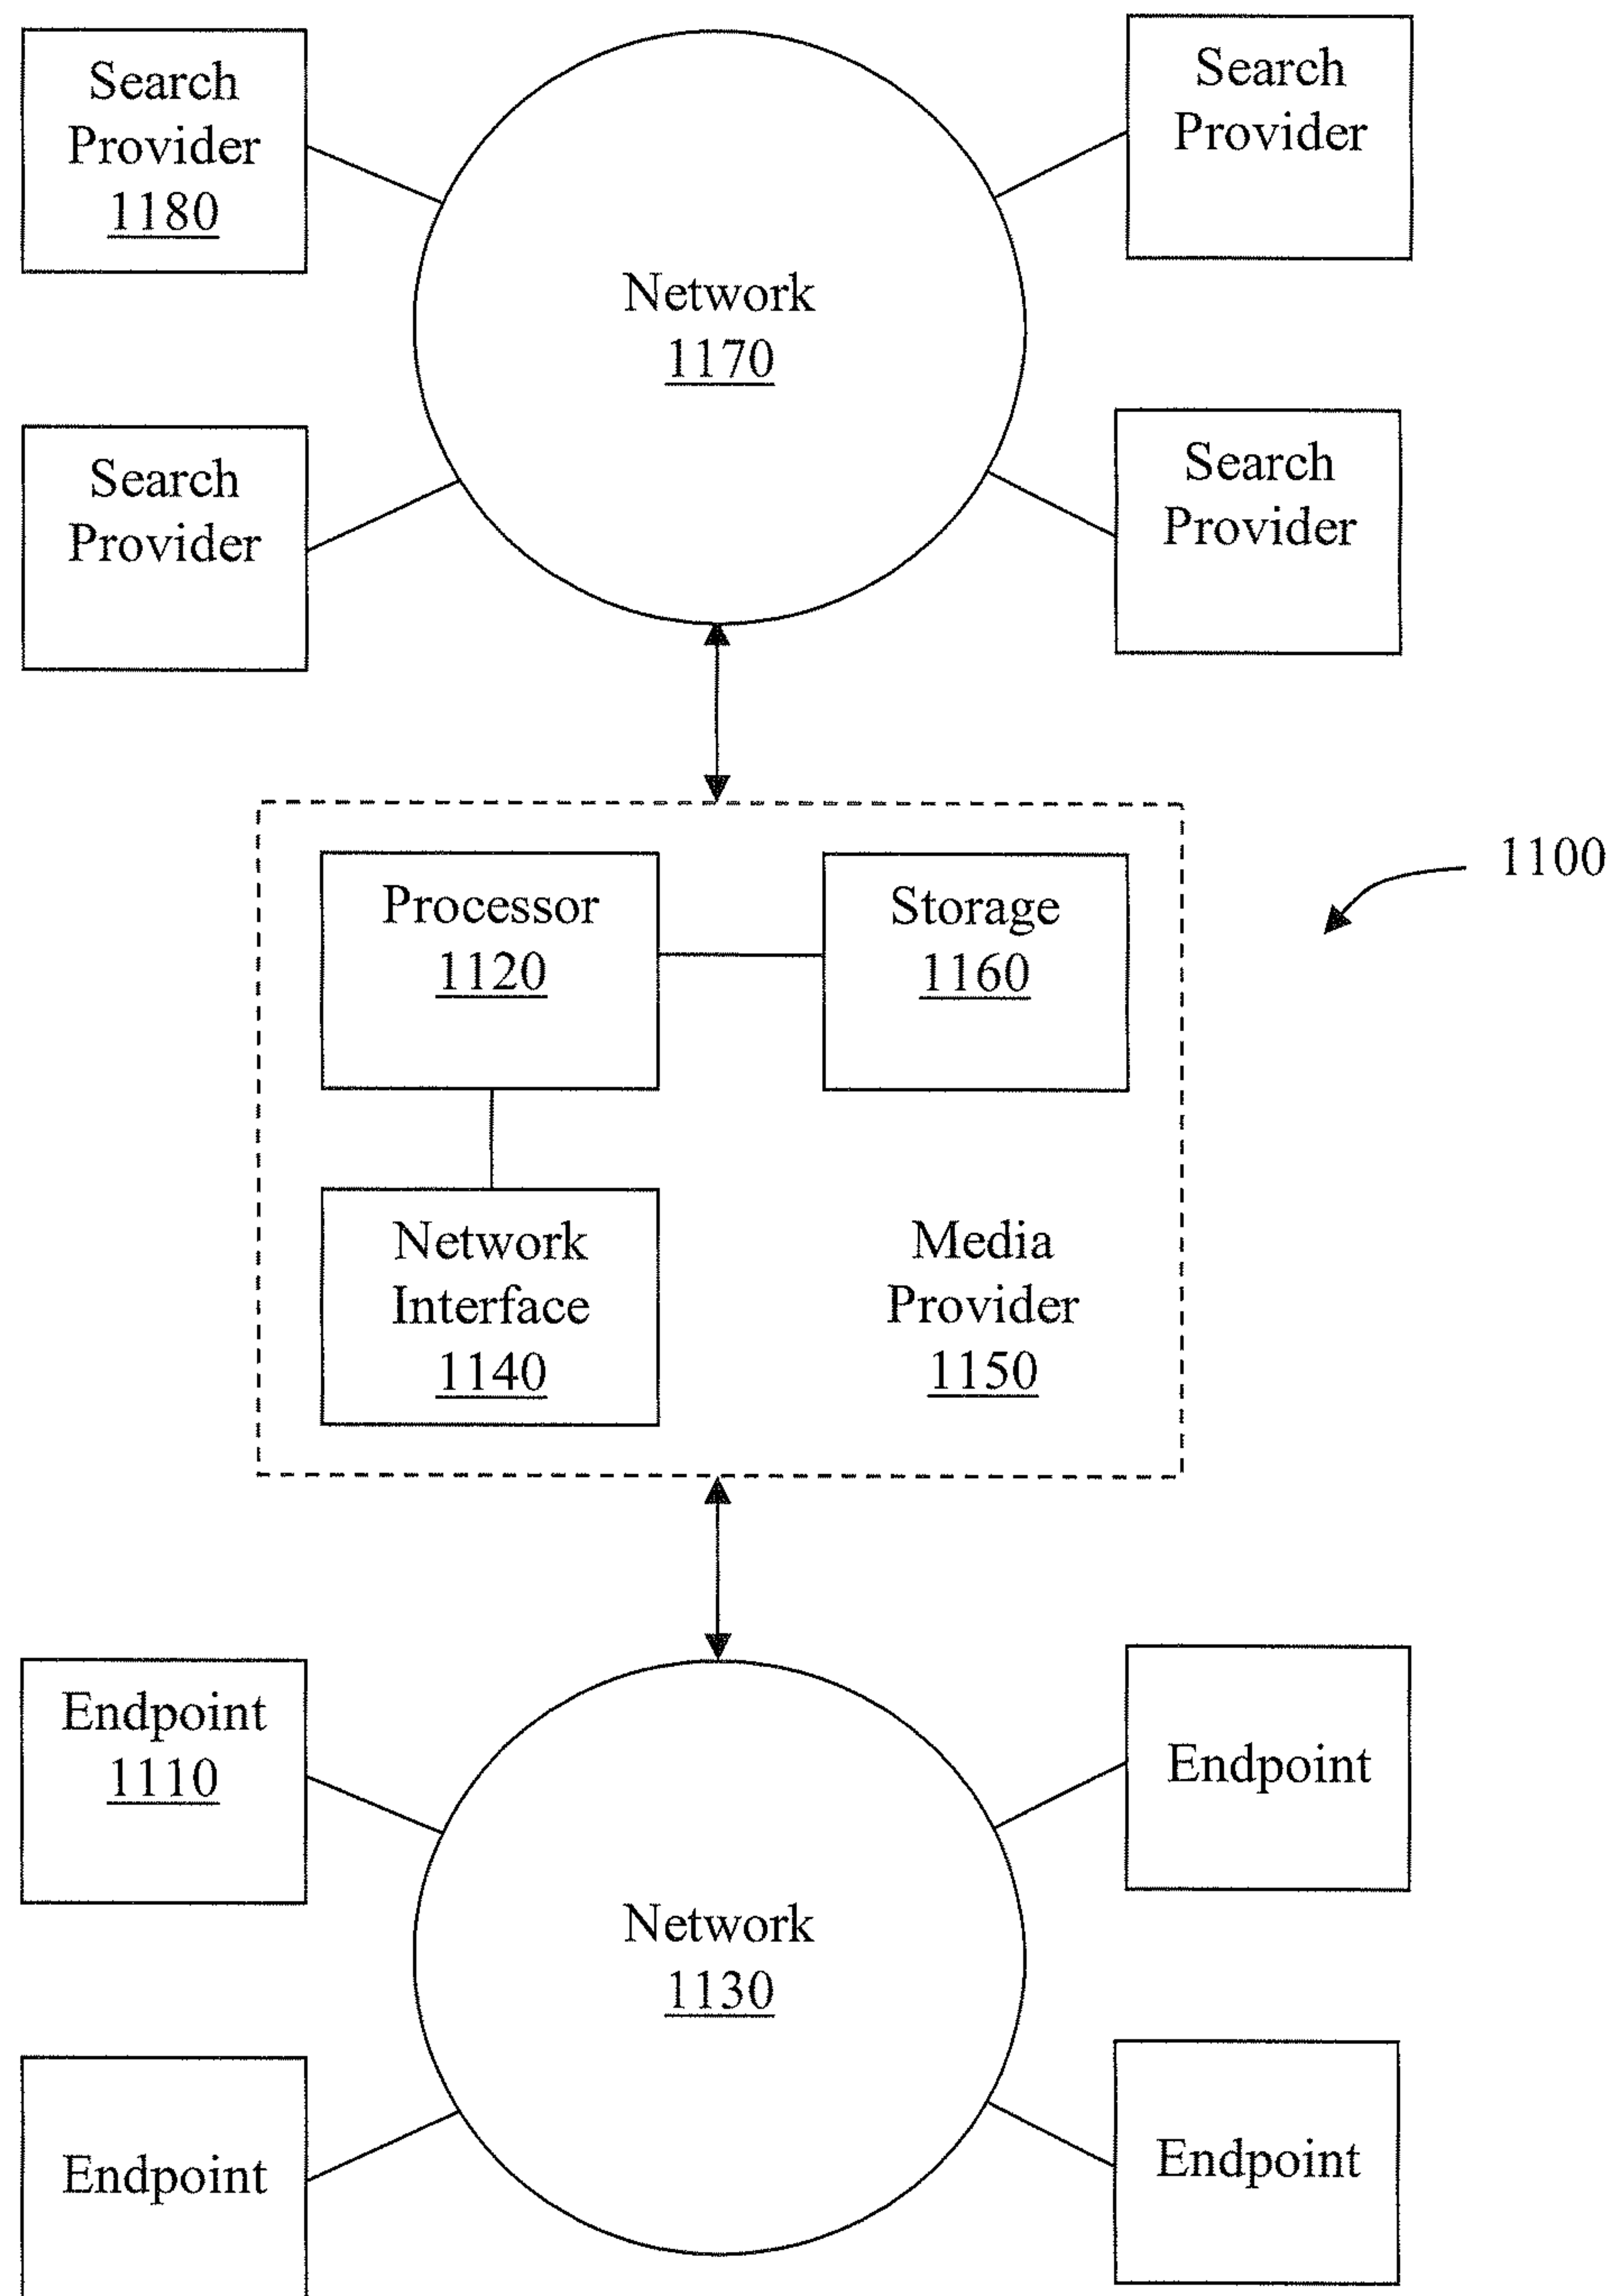 Search
Provider
1180
Search
Provider
Network
1170
Search
Provider
Search
Provider
Processor
1120
Storage
1160
1100
Network
Interface
1140
Media
Provider
1150
Endpoint
1110
Endpoint
Network
1130
Endpoint
Endpoint